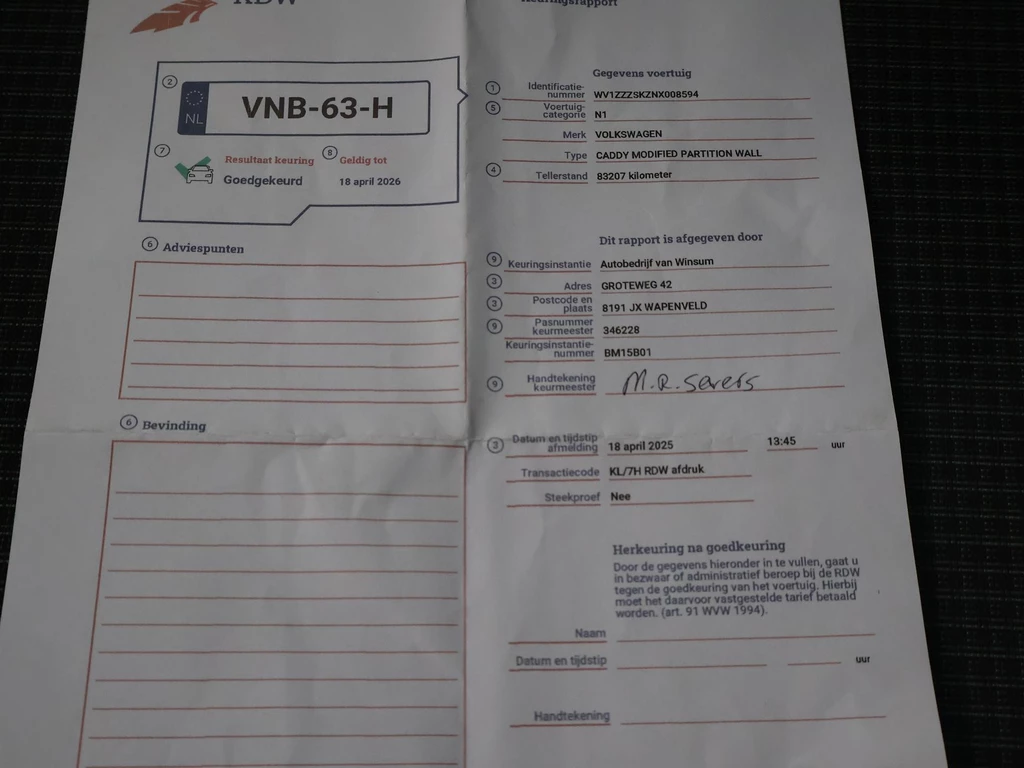 RDW
Keuringsrapport
2
NL
VNB-63-H
7
Resultaat keuring
Goedgekeurd
8
Geldig tot
18 april 2026
6 Adviespunten
6 Bevinding
Gegevens voertuig
1 Identificatie-
nummer WV1ZZZSKZNX008594
5 Voertuig-
categorie N1
Merk VOLKSWAGEN
Type CADDY MODIFIED PARTITION WALL
4 Tellerstand 83207 kilometer
Dit rapport is afgegeven door
9 Keuringsinstantie Autobedrijf van Winsum
3 Adres GROTEWEG 42
3 Postcode en
plaats 8191 JX WAPENVELD
9 Pasnummer
keurmeester 346228
Keuringsinstantie-
nummer BM15B01
9 Handtekening
keurmeester M.R. Severs
3 Datum en tijdstip
afmelding 18 april 2025 13:45 uur
Transactiecode KL/7H RDW afdruk
Steekproef Nee
Herkeuring na goedkeuring
Door de gegevens hieronder in te vullen, gaat u
in bezwaar of administratief beroep bij de RDW
tegen de goedkeuring van het voertuig. Hierbij
moet het daarvoor vastgestelde tarief betaald
worden. (art. 91 WVW 1994).
Naam
Datum en tijdstip uur
Handtekening